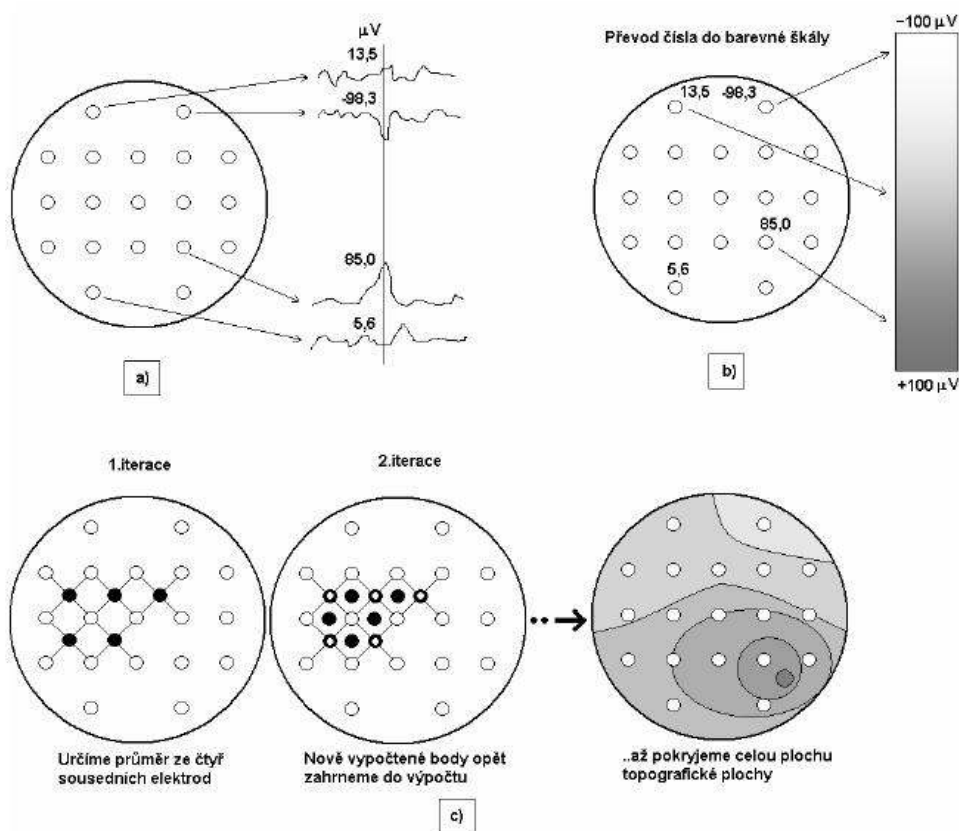 μV
13,5
-98,3
85,0
5,6
a)
Převod čísla do barevné škály
−100 μV
13,5 -98,3
85,0
5,6
b)
+100 μV
1.iterace
2.iterace
Určíme průměr ze čtyř
sousedních elektrod
Nově vypočtené body opět
zahrneme do výpočtu
..až pokryjeme celou plochu
topografické plochy
c)